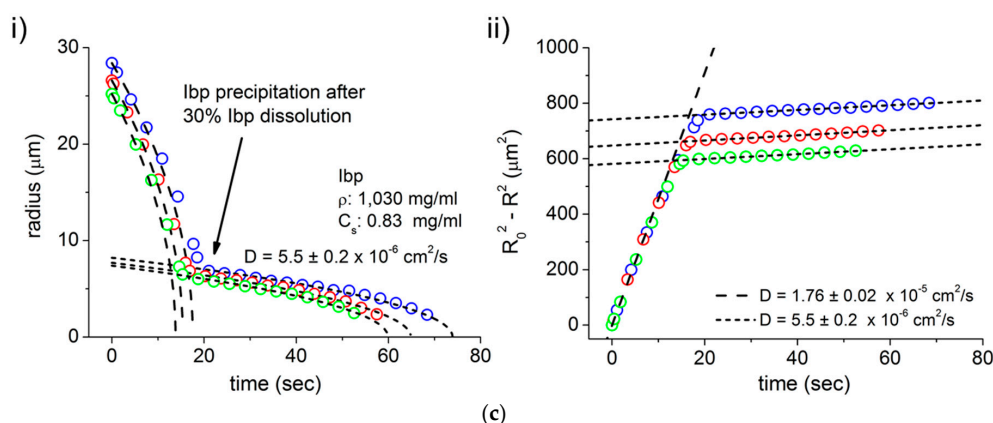 i)
30
20
10
0
radius (µm)
0
20
40
60
80
time (sec)
Ibp precipitation after
30% Ibp dissolution
Ibp
ρ: 1,030 mg/ml
Cs: 0.83 mg/ml
D = 5.5 ± 0.2 x 10⁻⁶ cm²/s
ii)
1000
800
600
400
200
0
R₀² - R² (µm²)
0
20
40
60
80
time (sec)
D = 1.76 ± 0.02 x 10⁻⁵ cm²/s
D = 5.5 ± 0.2 x 10⁻⁶ cm²/s
(c)